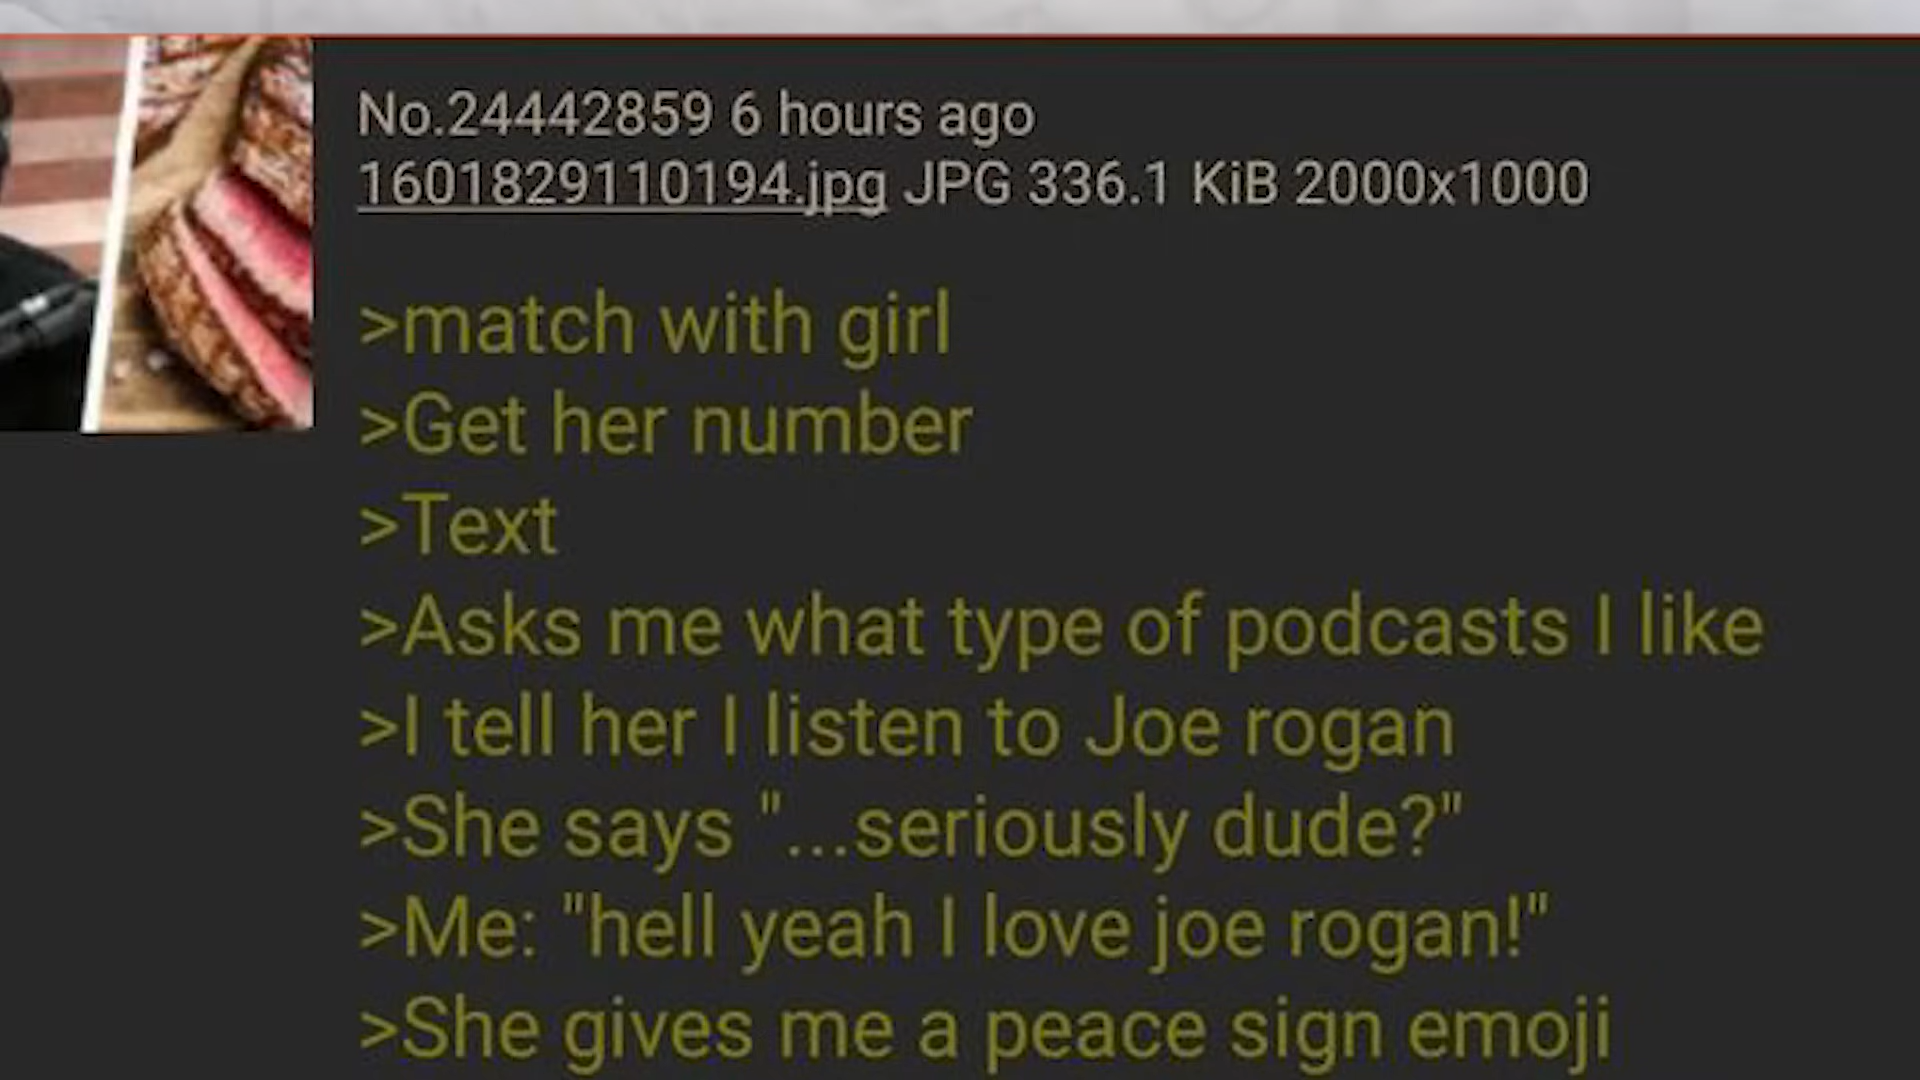 No.24442859 6 hours ago
1601829110194.jpg JPG 336.1 KiB 2000x1000
>match with girl
>Get her number
>Text
>Asks me what type of podcasts I like
>I tell her I listen to Joe rogan
>She says "...seriously dude?"
>Me: "hell yeah I love joe rogan!"
>She gives me a peace sign emoji